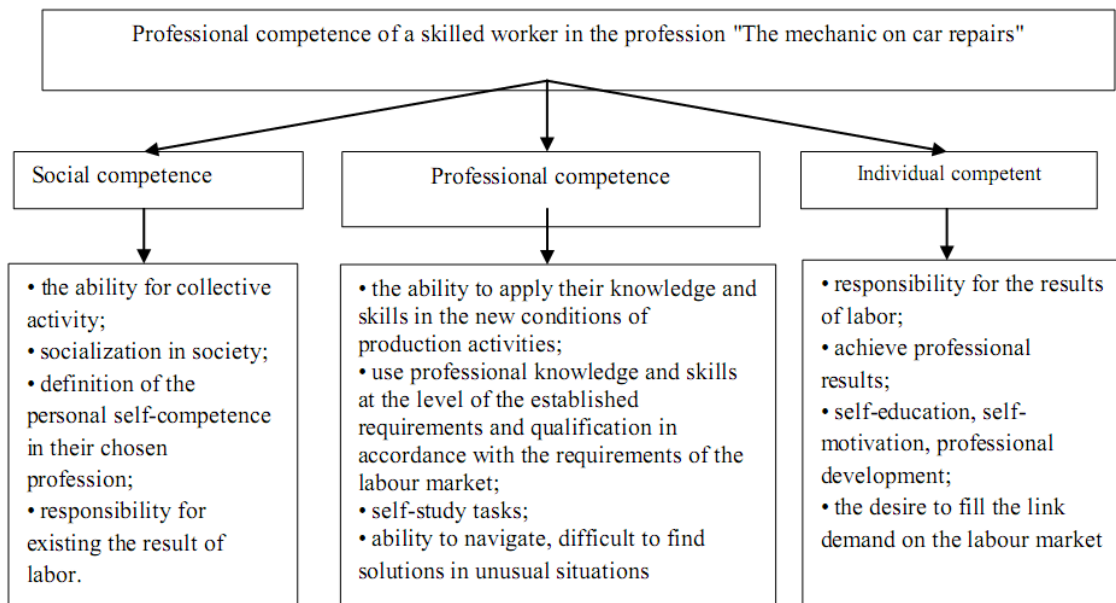 Professional competence of a skilled worker in the profession "The mechanic on car repairs"
Social competence
Professional competence
Individual competent
• the ability for collective
activity;
• socialization in society;
• definition of the
personal self-competence
in their chosen
profession;
• responsibility for
existing the result of
labor.
• the ability to apply their knowledge and
skills in the new conditions of
production activities;
• use professional knowledge and skills
at the level of the established
requirements and qualification in
accordance with the requirements of the
labour market;
• self-study tasks;
• ability to navigate, difficult to find
solutions in unusual situations
• responsibility for the results
of labor;
• achieve professional
results;
• self-education, self-
motivation, professional
development;
• the desire to fill the link
demand on the labour market